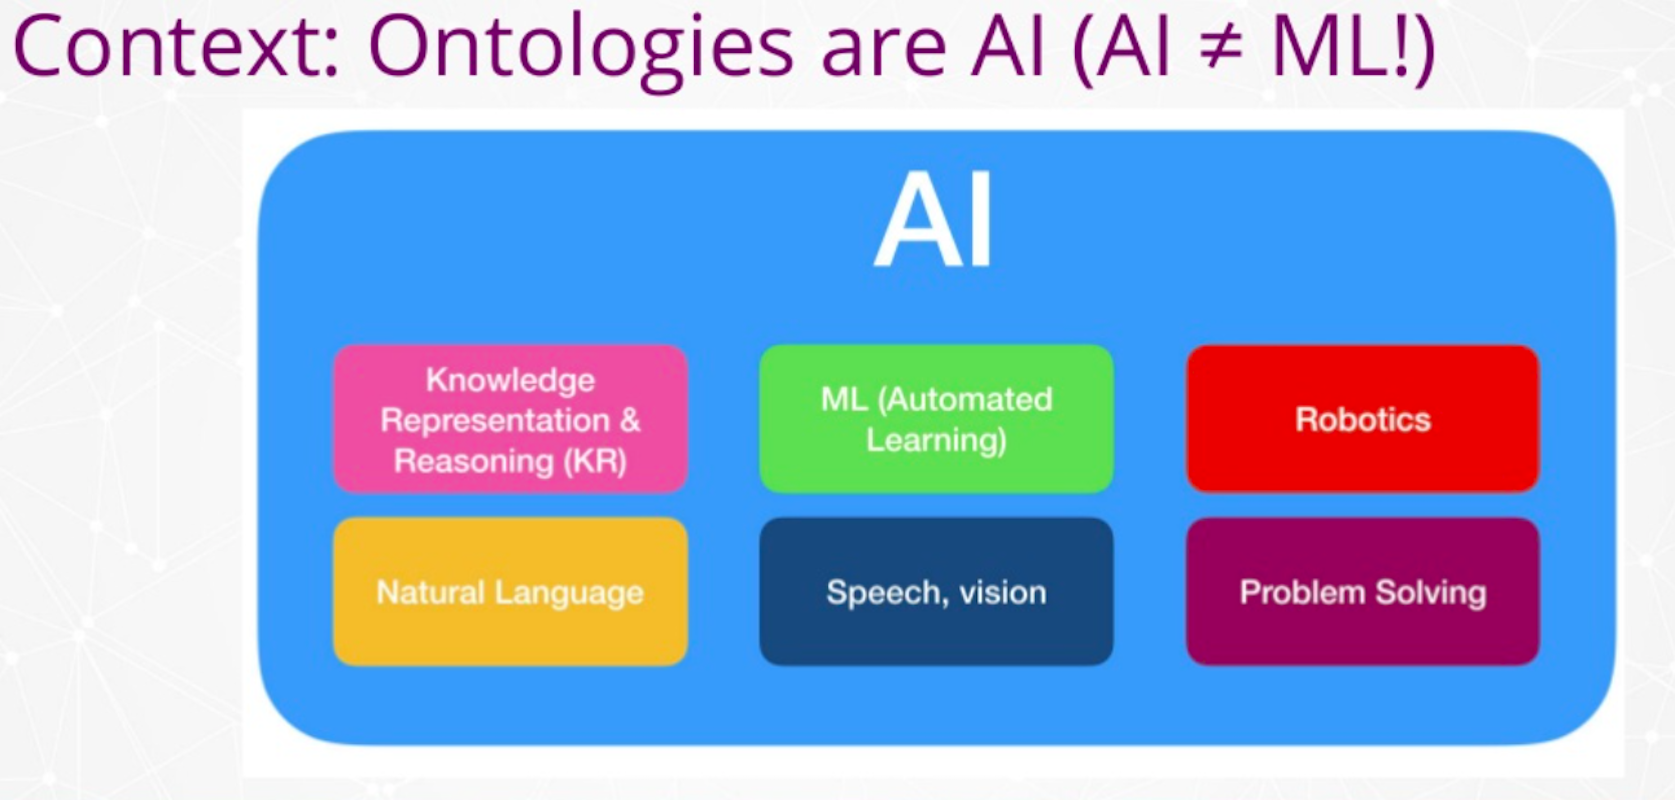 Context: Ontologies are AI (AI ≠ ML!)
AI
Knowledge
Representation &
Reasoning (KR)
ML (Automated
Learning)
Robotics
Natural Language
Speech, vision
Problem Solving